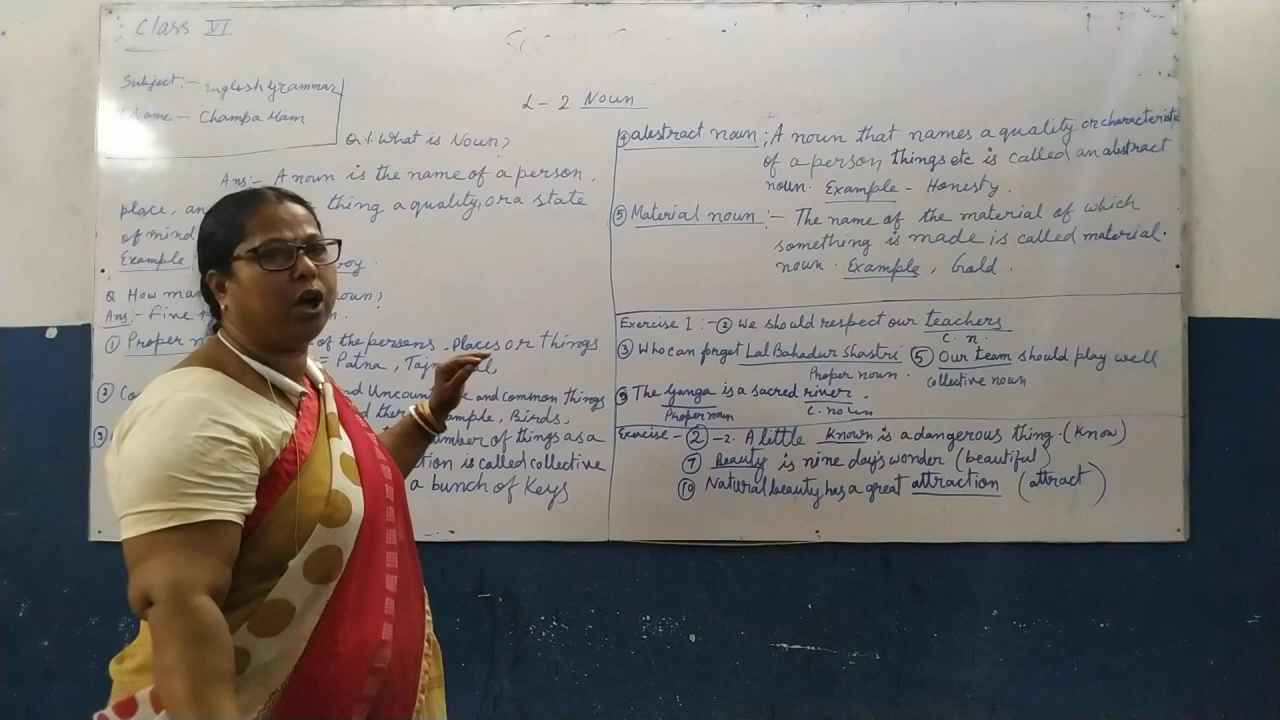 Class VI
Subject:- English Grammar
Name - Champa Mam
L-2 Noun
Q.1. What is Noun?
Ans:- A noun is the name of a person,
place, an thing a quality, or a state
of mind
Example boy.
Q How ma noun?
Ans:- Five
① Proper of the persons, Places or things
= Patna, Taj
② Co Uncount and common things
ample, Birds,
③ umber of things as a
tion is called collective
a bunch of Keys
④ abstract noun; A noun that names a quality or characteristic
of a person, things etc is called an abstract
noun. Example - Honesty.
⑤ Material noun:- The name of the material of which
something is made is called material.
noun. Example, Gold.
Exercise I:- ② We should respect our teachers
C. n.
③ Who can forget Lal Bahadur Shastri ⑤ Our team should play well
Proper noun. collective noun
⑨ The Ganga is a sacred river.
Proper noun C. noun
Exercise - ② -2. A little Known is a dangerous thing. (Know)
⑦ Beauty is nine day's wonder (beautiful)
⑩ Natural beauty has a great attraction (attract)